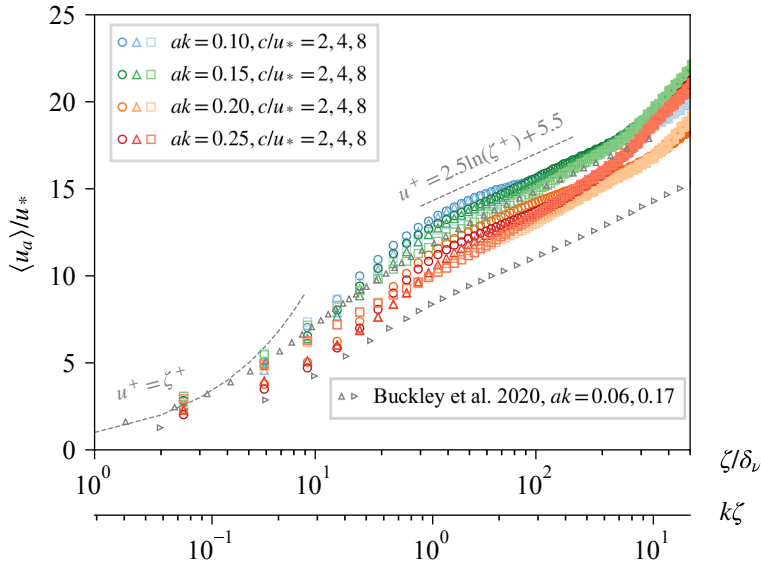 25
20
15
10
5
0
⟨u_a⟩/u_*
ak = 0.10, c/u_* = 2, 4, 8
ak = 0.15, c/u_* = 2, 4, 8
ak = 0.20, c/u_* = 2, 4, 8
ak = 0.25, c/u_* = 2, 4, 8
u⁺ = 2.5ln(ζ⁺) + 5.5
u⁺ = ζ⁺
Buckley et al. 2020, ak = 0.06, 0.17
10⁰ 10¹ 10² ζ/δ_ν
10⁻¹ 10⁰ 10¹ kζ